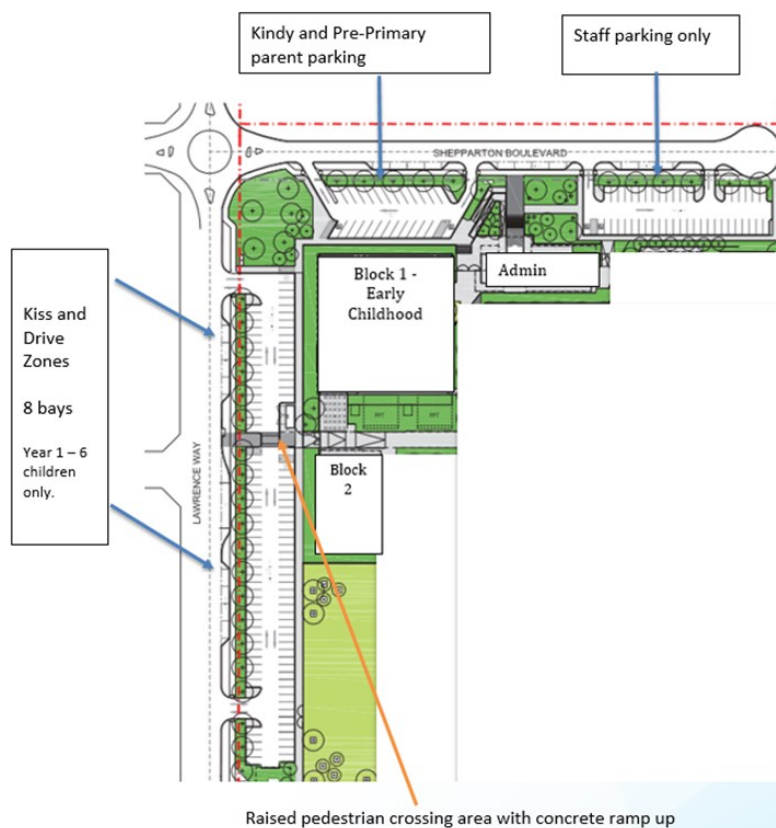 Kindy and Pre-Primary
parent parking
Staff parking only
SHEPPARTON BOULEVARD
Block 1 -
Early
Childhood
Admin
Kiss and
Drive
Zones
8 bays
Year 1 – 6
children
only.
LAWRENCE WAY
Block
2
Raised pedestrian crossing area with concrete ramp up